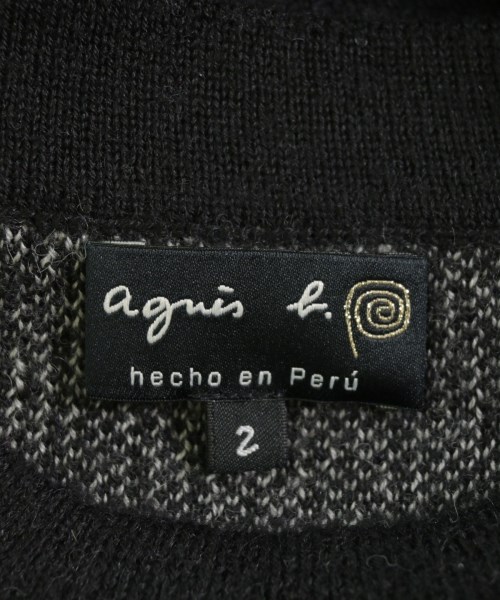 agnès b.
hecho en Perú
2